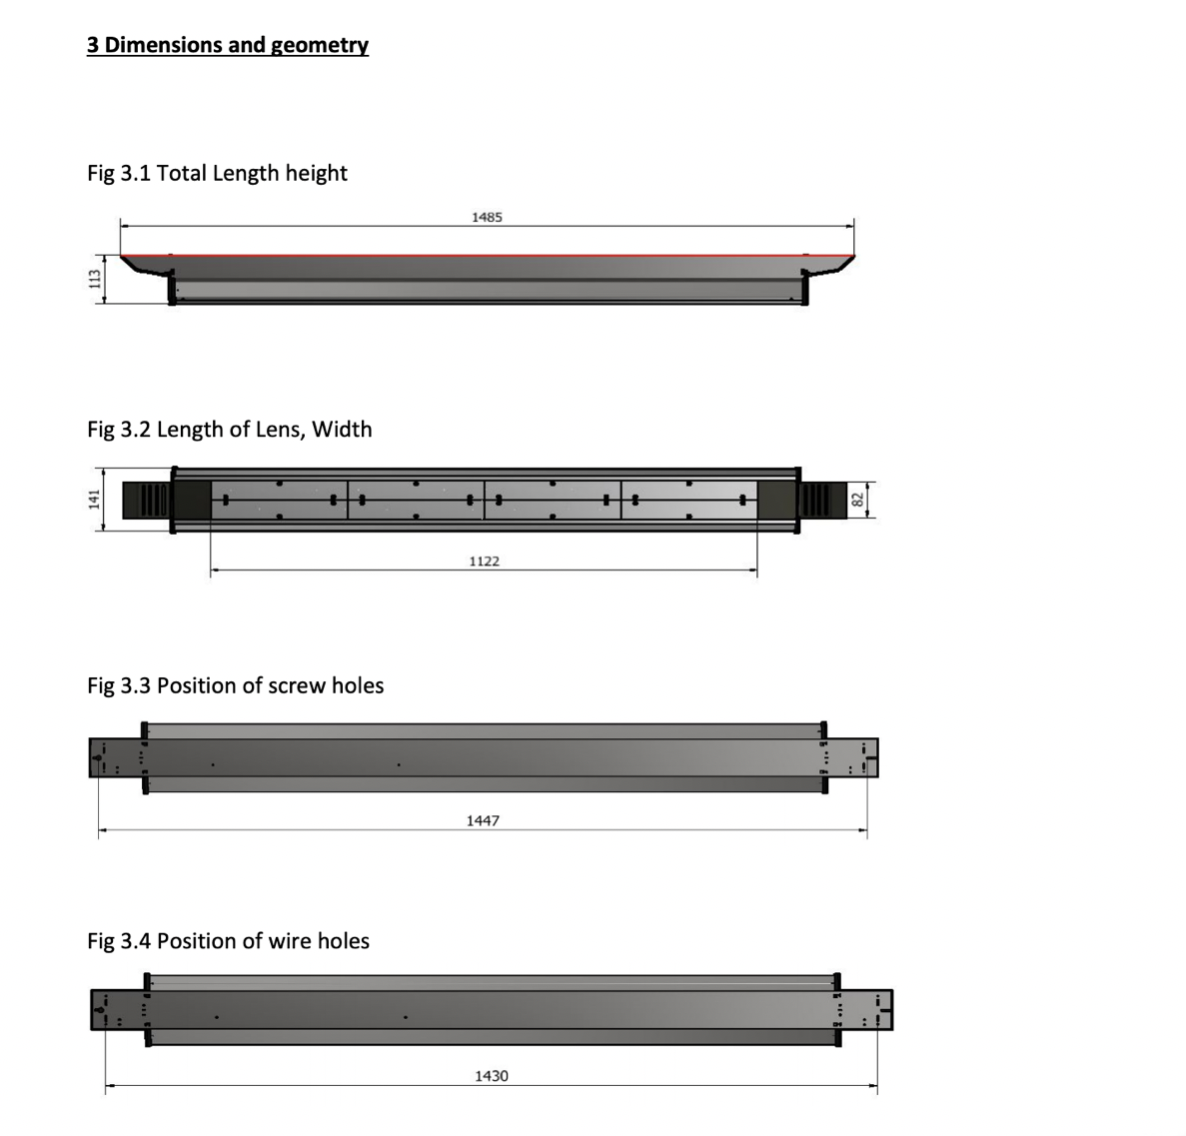 3 Dimensions and geometry
Fig 3.1 Total Length height
1485
113
Fig 3.2 Length of Lens, Width
141
82
1122
Fig 3.3 Position of screw holes
1447
Fig 3.4 Position of wire holes
1430